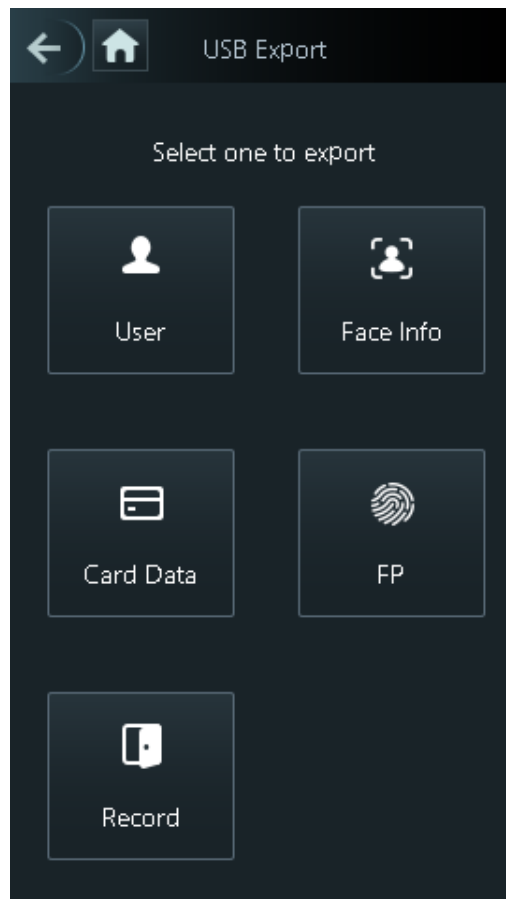 USB Export
Select one to export
User
Face Info
Card Data
FP
Record